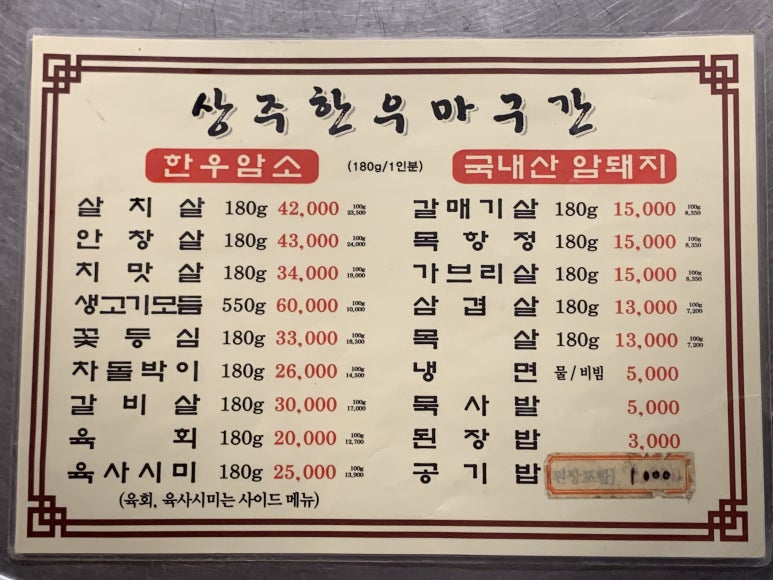 상주한우마구간
한우암소 (180g/1인분) 국내산 암돼지
살치살 180g 42,000 100g 23,500
안창살 180g 43,000 100g 24,000
치맛살 180g 34,000 100g 19,000
생고기모듬 550g 60,000 100g 10,000
꽃등심 180g 33,000 100g 18,500
차돌박이 180g 26,000 100g 14,500
갈비살 180g 30,000 100g 17,000
육회 180g 20,000 100g 12,700
육사시미 180g 25,000 100g 13,900
(육회, 육사시미는 사이드 메뉴)
갈매기살 180g 15,000 100g 8,350
목항정 180g 15,000 100g 8,350
가브리살 180g 15,000 100g 8,350
삼겹살 180g 13,000 100g 7,200
목살 180g 13,000 100g 7,200
냉면 물/비빔 5,000
묵사발 5,000
된장밥 3,000
공기밥 1000